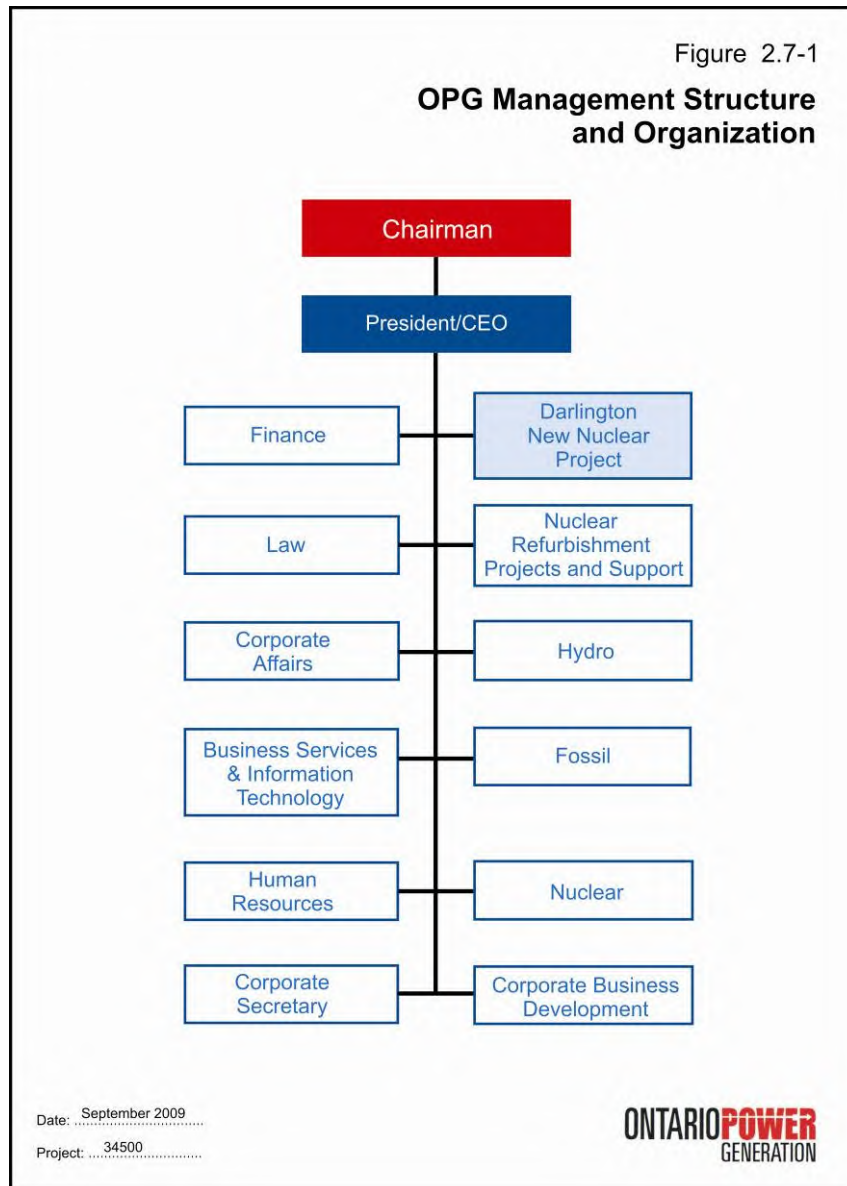 Figure 2.7-1
OPG Management Structure
and Organization
Chairman
President/CEO
Finance
Darlington
New Nuclear
Project
Law
Nuclear
Refurbishment
Projects and Support
Corporate
Affairs
Hydro
Business Services
& Information
Technology
Fossil
Human
Resources
Nuclear
Corporate
Secretary
Corporate Business
Development
Date: September 2009
Project: 34500
ONTARIOPOWER
GENERATION